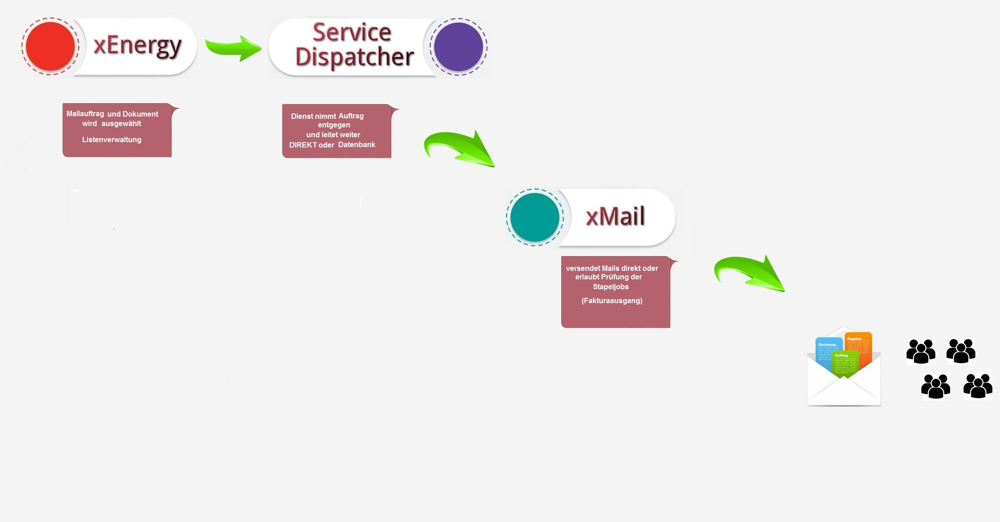 xEnergy
Service
Dispatcher
Mailauftrag und Dokument
wird ausgewählt
Listenverwaltung
Dienst nimmt Auftrag
entgegen
und leitet weiter
DIREKT oder Datenbank
xMail
versendet Mails direkt oder
erlaubt Prüfung der
Stapeljobs
(Fakturaausgang)
Rechnung
Angebot
Auftrag